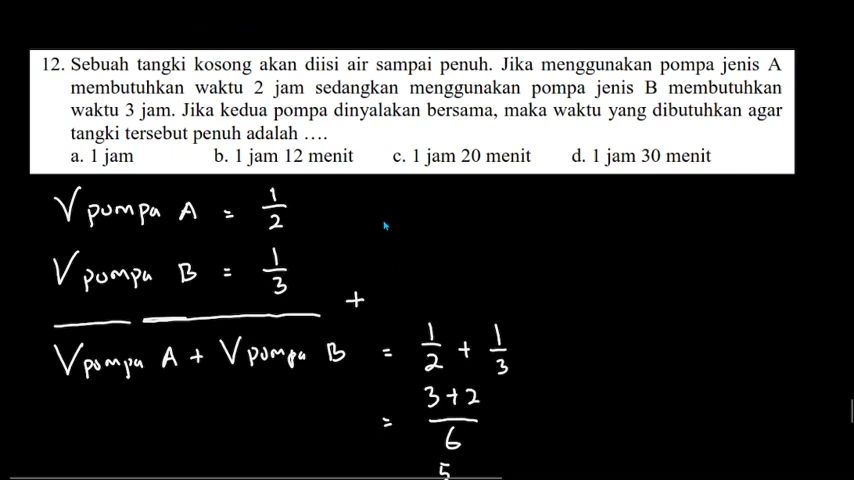 12. Sebuah tangki kosong akan diisi air sampai penuh. Jika menggunakan pompa jenis A
membutuhkan waktu 2 jam sedangkan menggunakan pompa jenis B membutuhkan
waktu 3 jam. Jika kedua pompa dinyalakan bersama, maka waktu yang dibutuhkan agar
tangki tersebut penuh adalah ….
a. 1 jam b. 1 jam 12 menit c. 1 jam 20 menit d. 1 jam 30 menit
V pompa A = 1/2
V pompa B = 1/3
+
V pompa A + V pompa B = 1/2 + 1/3
= 3+2/6
5